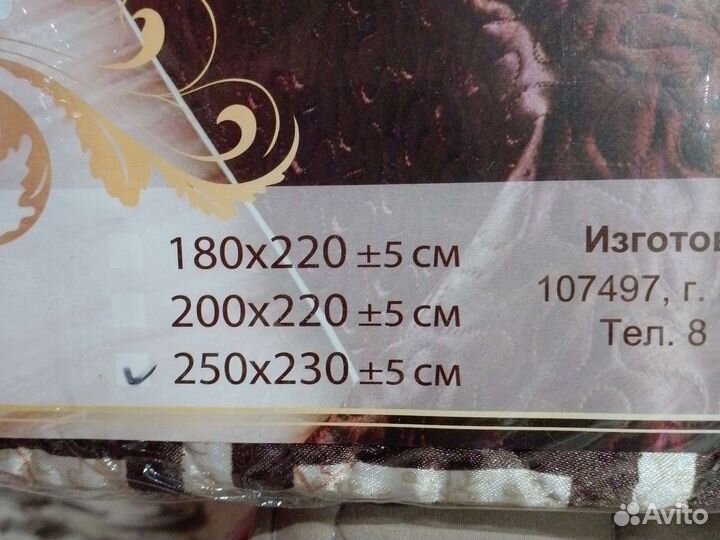 180x220 ±5 см
200x220 ±5 см
250x230 ±5 см
Изготов
107497, г.
Тел. 8
Avito